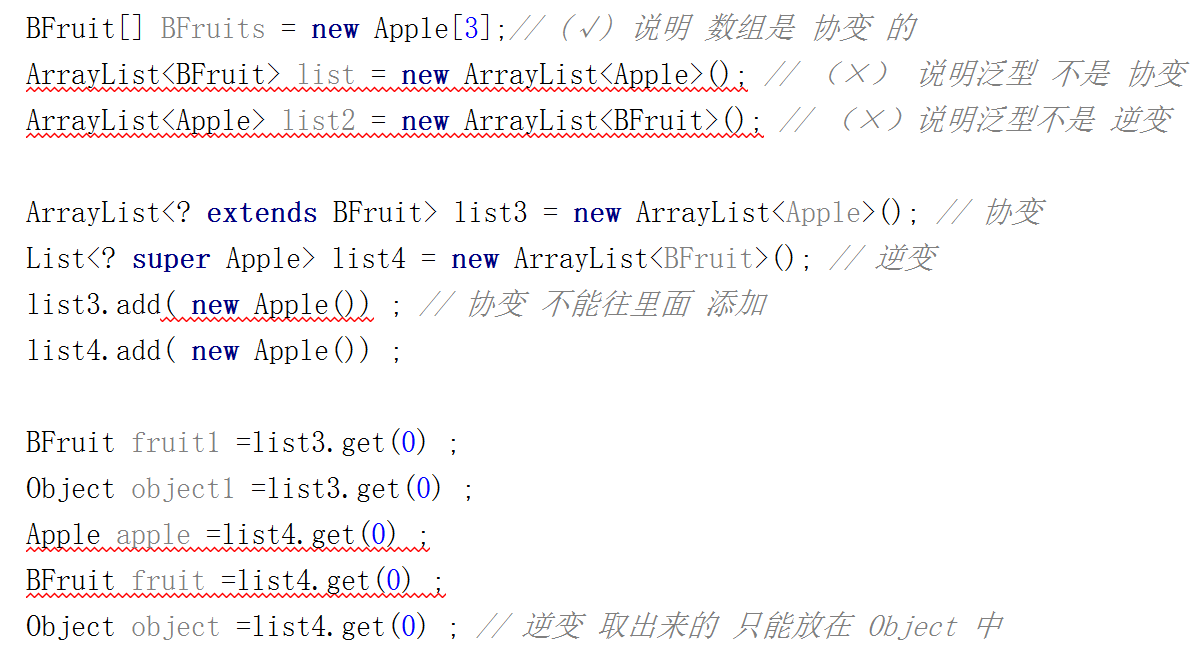 BFruit[] BFruits = new Apple[3];// （√）说明 数组是 协变 的
ArrayList<BFruit> list = new ArrayList<Apple>(); // （×） 说明泛型 不是 协变
ArrayList<Apple> list2 = new ArrayList<BFruit>(); // （×）说明泛型不是 逆变
ArrayList<? extends BFruit> list3 = new ArrayList<Apple>(); // 协变
List<? super Apple> list4 = new ArrayList<BFruit>(); // 逆变
list3.add( new Apple()) ; // 协变 不能往里面 添加
list4.add( new Apple()) ;
BFruit fruit1 =list3.get(0) ;
Object object1 =list3.get(0) ;
Apple apple =list4.get(0) ;
BFruit fruit =list4.get(0) ;
Object object =list4.get(0) ; // 逆变 取出来的 只能放在 Object 中